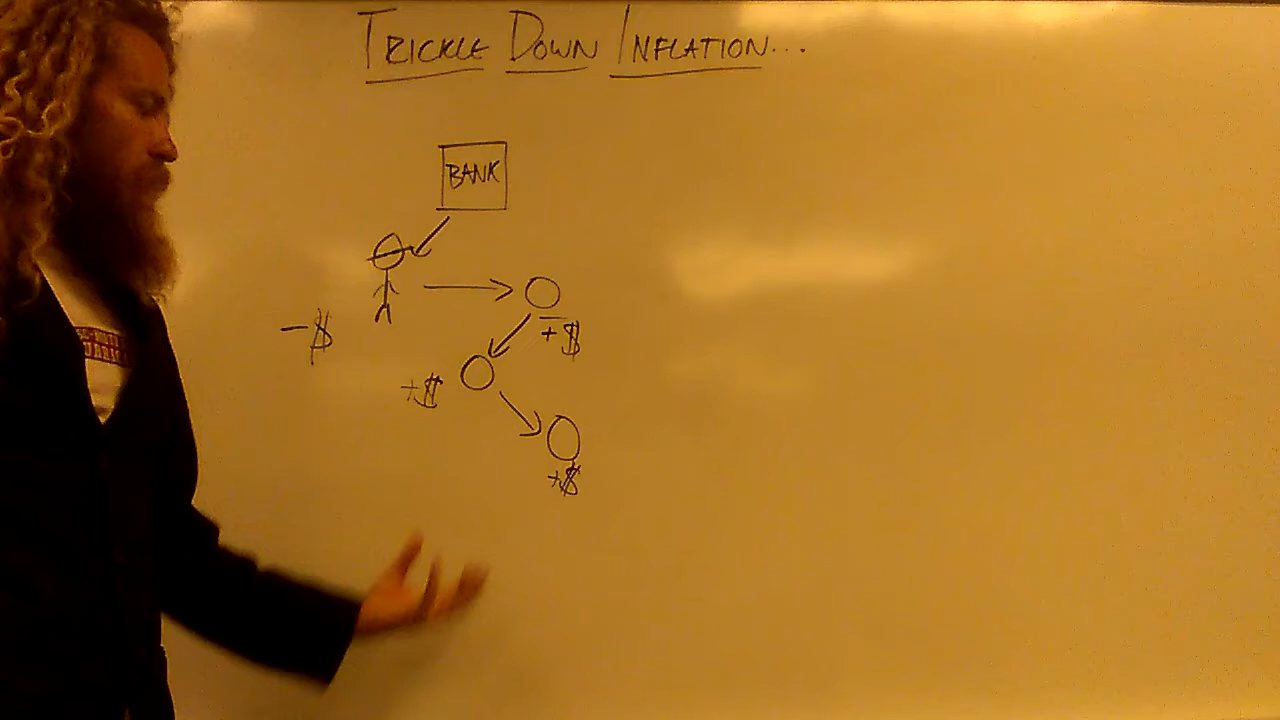 TRICKLE DOWN INFLATION...
BANK
-$
+$
+$
+$